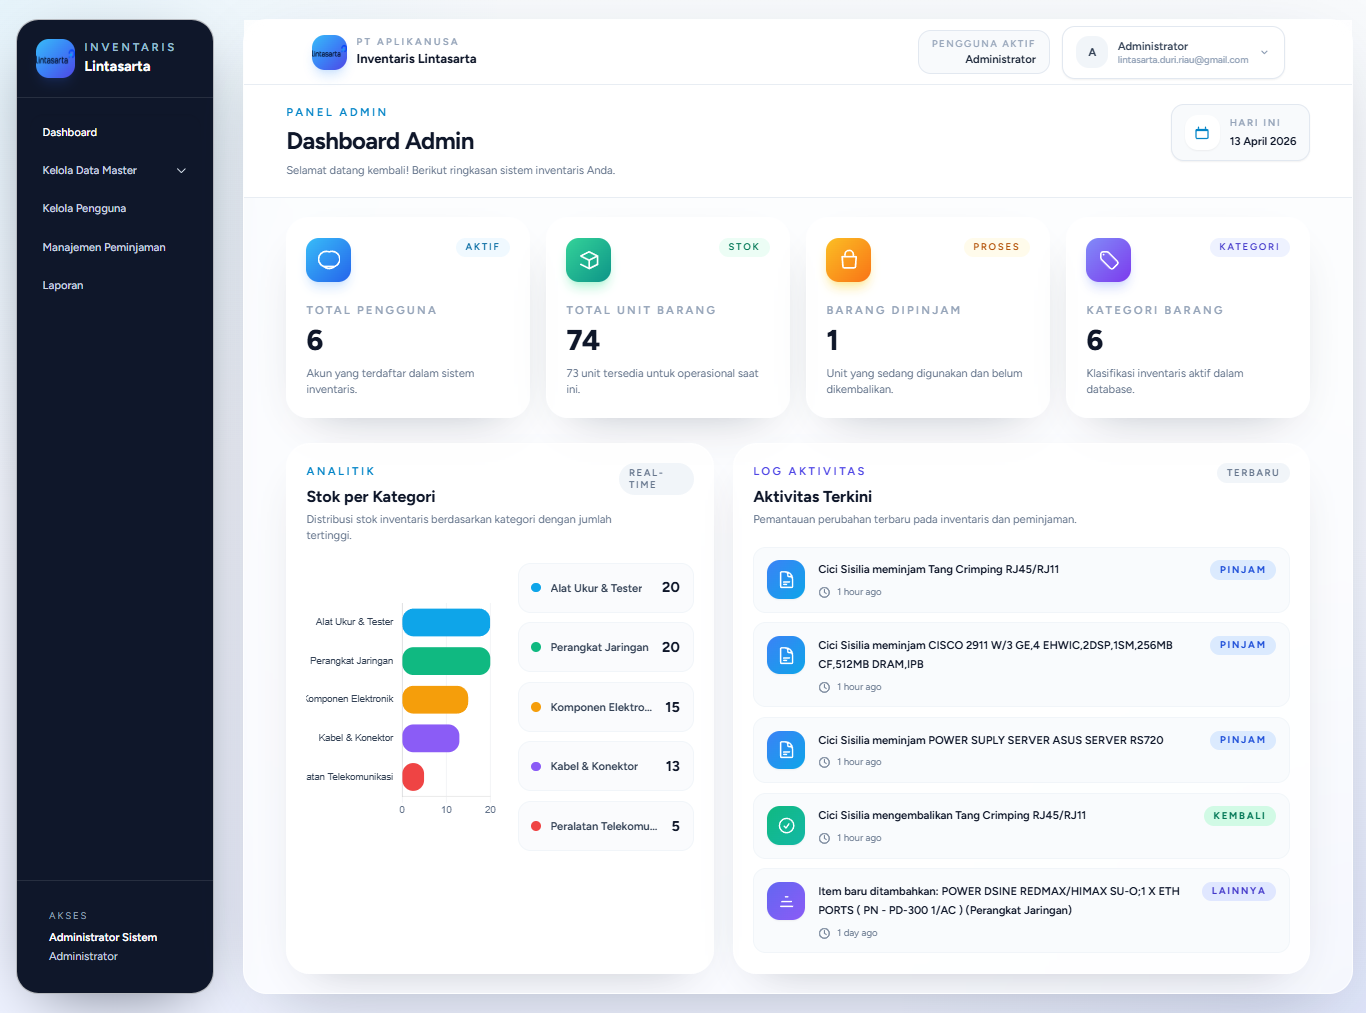 lintasarta
INVENTARIS
Lintasarta
Dashboard
Kelola Data Master
Kelola Pengguna
Manajemen Peminjaman
Laporan
AKSES
Administrator Sistem
Administrator
lintasarta
PT APLIKANUSA
Inventaris Lintasarta
PENGGUNA AKTIF
Administrator
A
Administrator
lintasarta.duri.riau@gmail.com
PANEL ADMIN
Dashboard Admin
Selamat datang kembali! Berikut ringkasan sistem inventaris Anda.
HARI INI
13 April 2026
AKTIF
TOTAL PENGGUNA
6
Akun yang terdaftar dalam sistem
inventaris.
STOK
TOTAL UNIT BARANG
74
73 unit tersedia untuk operasional saat
ini.
PROSES
BARANG DIPINJAM
1
Unit yang sedang digunakan dan belum
dikembalikan.
KATEGORI
KATEGORI BARANG
6
Klasifikasi inventaris aktif dalam
database.
ANALITIK
REAL-
TIME
Stok per Kategori
Distribusi stok inventaris berdasarkan kategori dengan jumlah
tertinggi.
Alat Ukur & Tester
Perangkat Jaringan
Komponen Elektronik
Kabel & Konektor
atan Telekomunikasi
0 10 20
Alat Ukur & Tester 20
Perangkat Jaringan 20
Komponen Elektro... 15
Kabel & Konektor 13
Peralatan Telekomu... 5
LOG AKTIVITAS
TERBARU
Aktivitas Terkini
Pemantauan perubahan terbaru pada inventaris dan peminjaman.
Cici Sisilia meminjam Tang Crimping RJ45/RJ11
PINJAM
1 hour ago
Cici Sisilia meminjam CISCO 2911 W/3 GE,4 EHWIC,2DSP,1SM,256MB
CF,512MB DRAM,IPB
PINJAM
1 hour ago
Cici Sisilia meminjam POWER SUPLY SERVER ASUS SERVER RS720
PINJAM
1 hour ago
Cici Sisilia mengembalikan Tang Crimping RJ45/RJ11
KEMBALI
1 hour ago
Item baru ditambahkan: POWER DSINE REDMAX/HIMAX SU-O;1 X ETH
PORTS ( PN - PD-300 1/AC ) (Perangkat Jaringan)
LAINNYA
1 day ago